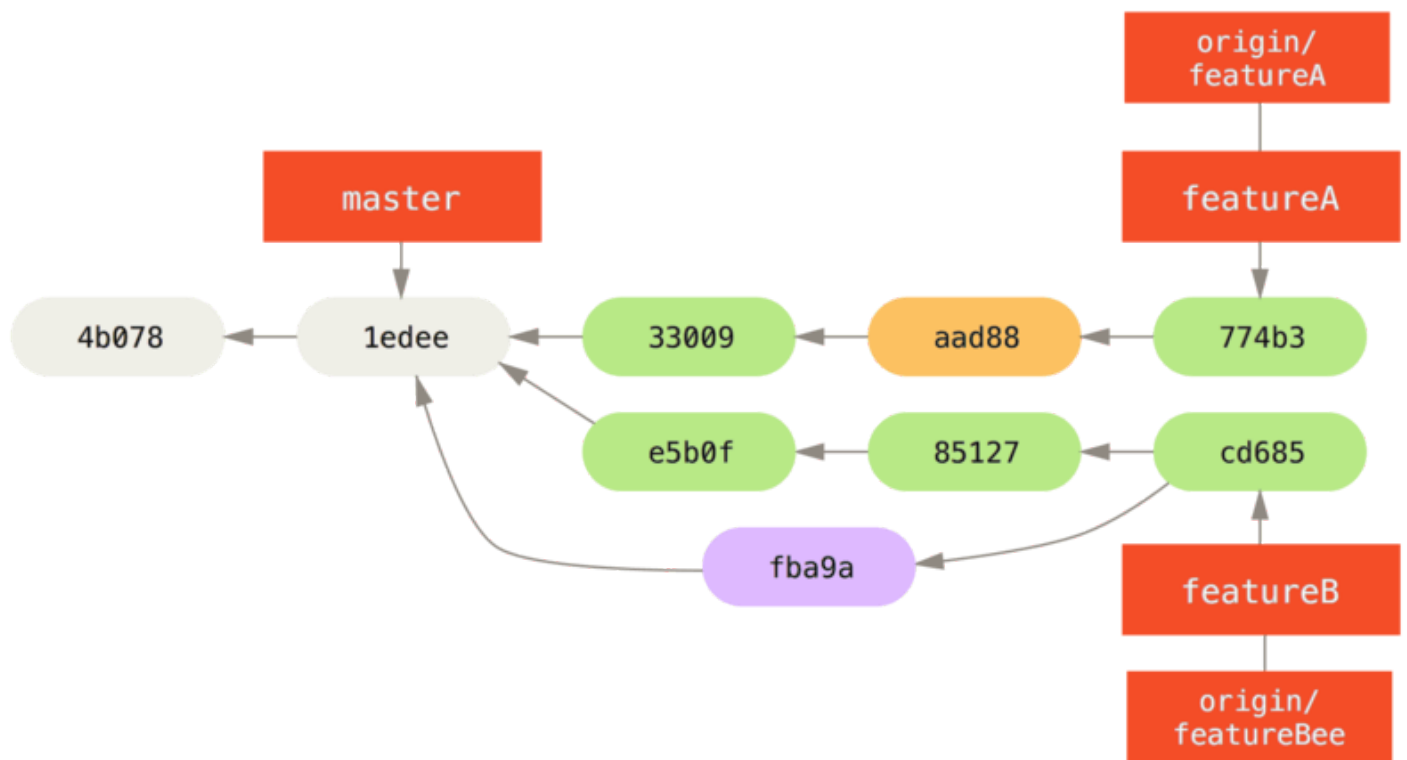 origin/
featureA
master
featureA
4b078
1edee
33009
aad88
774b3
e5b0f
85127
cd685
fba9a
featureB
origin/
featureBee